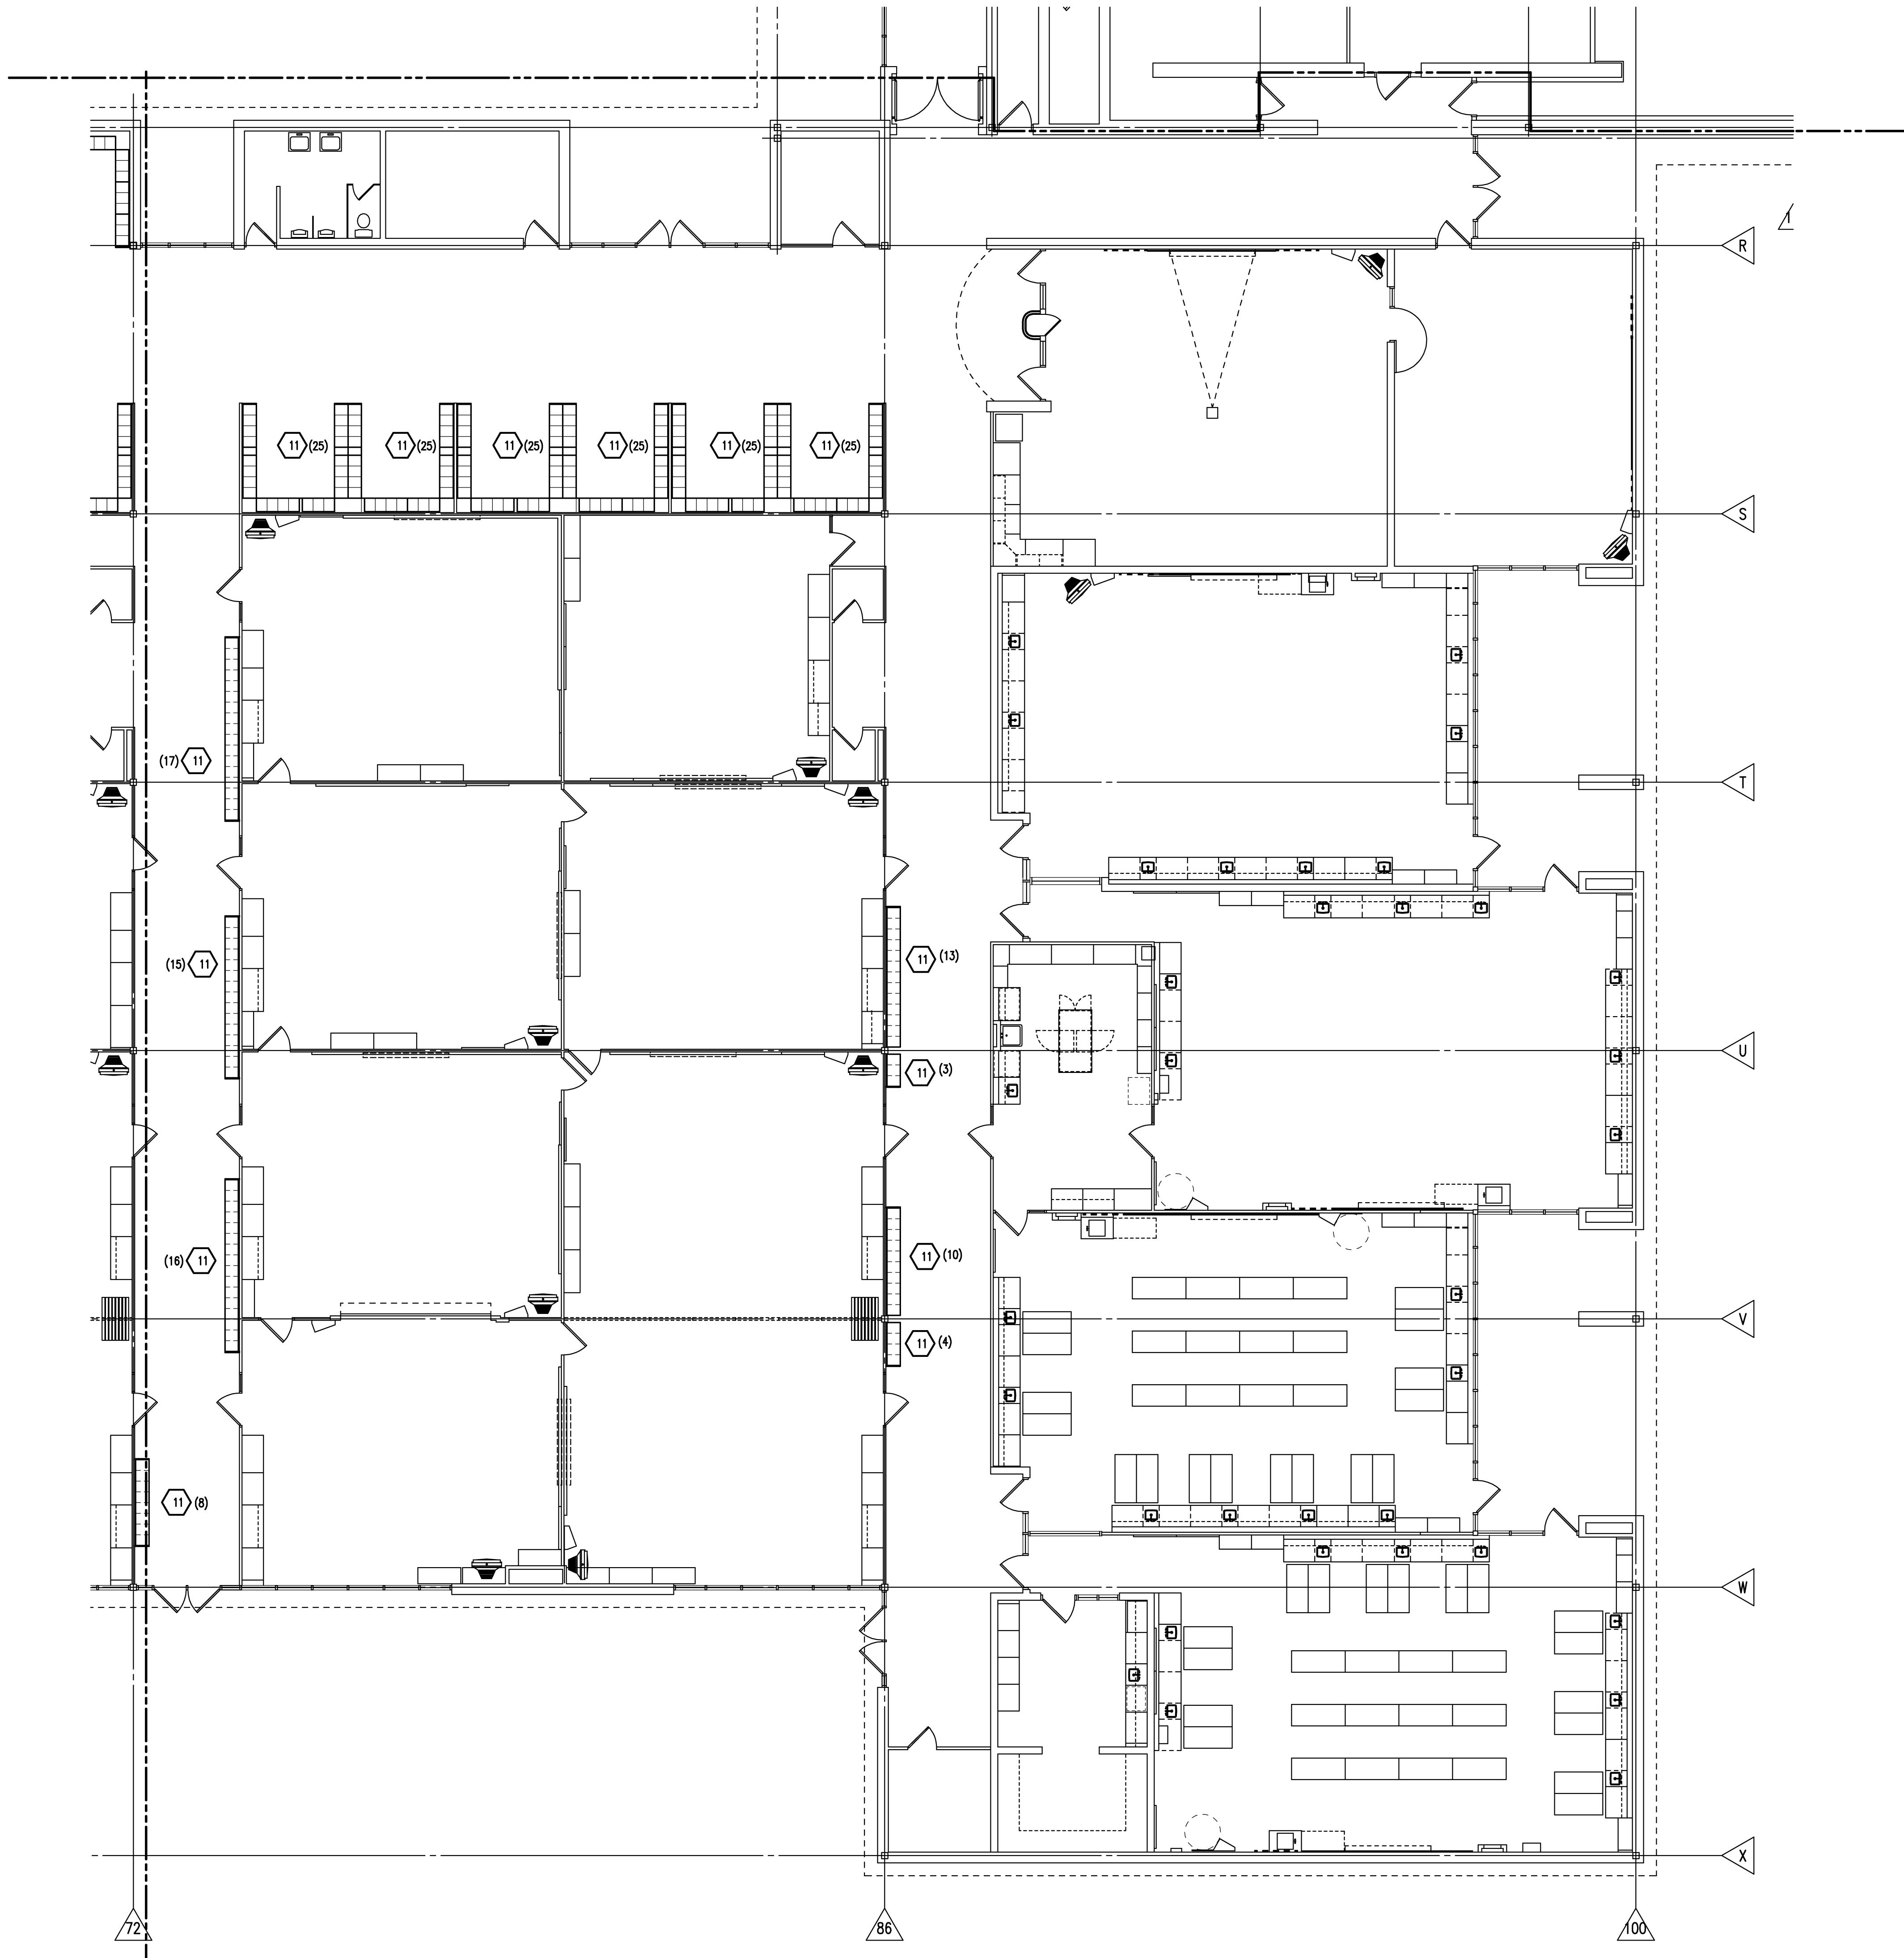 1
R
11 (25) 11 (25) 11 (25) 11 (25) 11 (25) 11 (25)
S
(17) 11
T
(15) 11
11 (13)
U
11 (3)
(16) 11
11 (10)
V
11 (4)
11 (8)
W
X
72 86 100